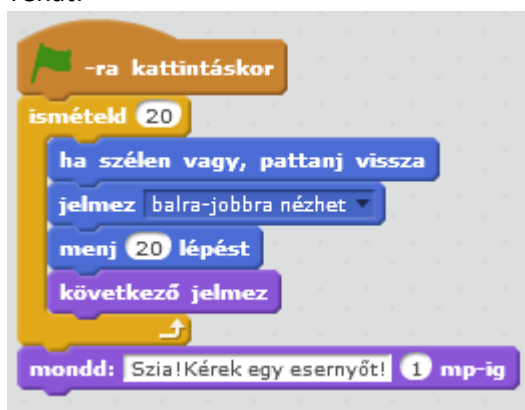 -ra kattintáskor
ismételd 20
ha szélen vagy, pattanj vissza
jelmez balra-jobbra nézhet
menj 20 lépést
következő jelmez
mondd: Szia!Kérek egy esernyőt! 1 mp-ig